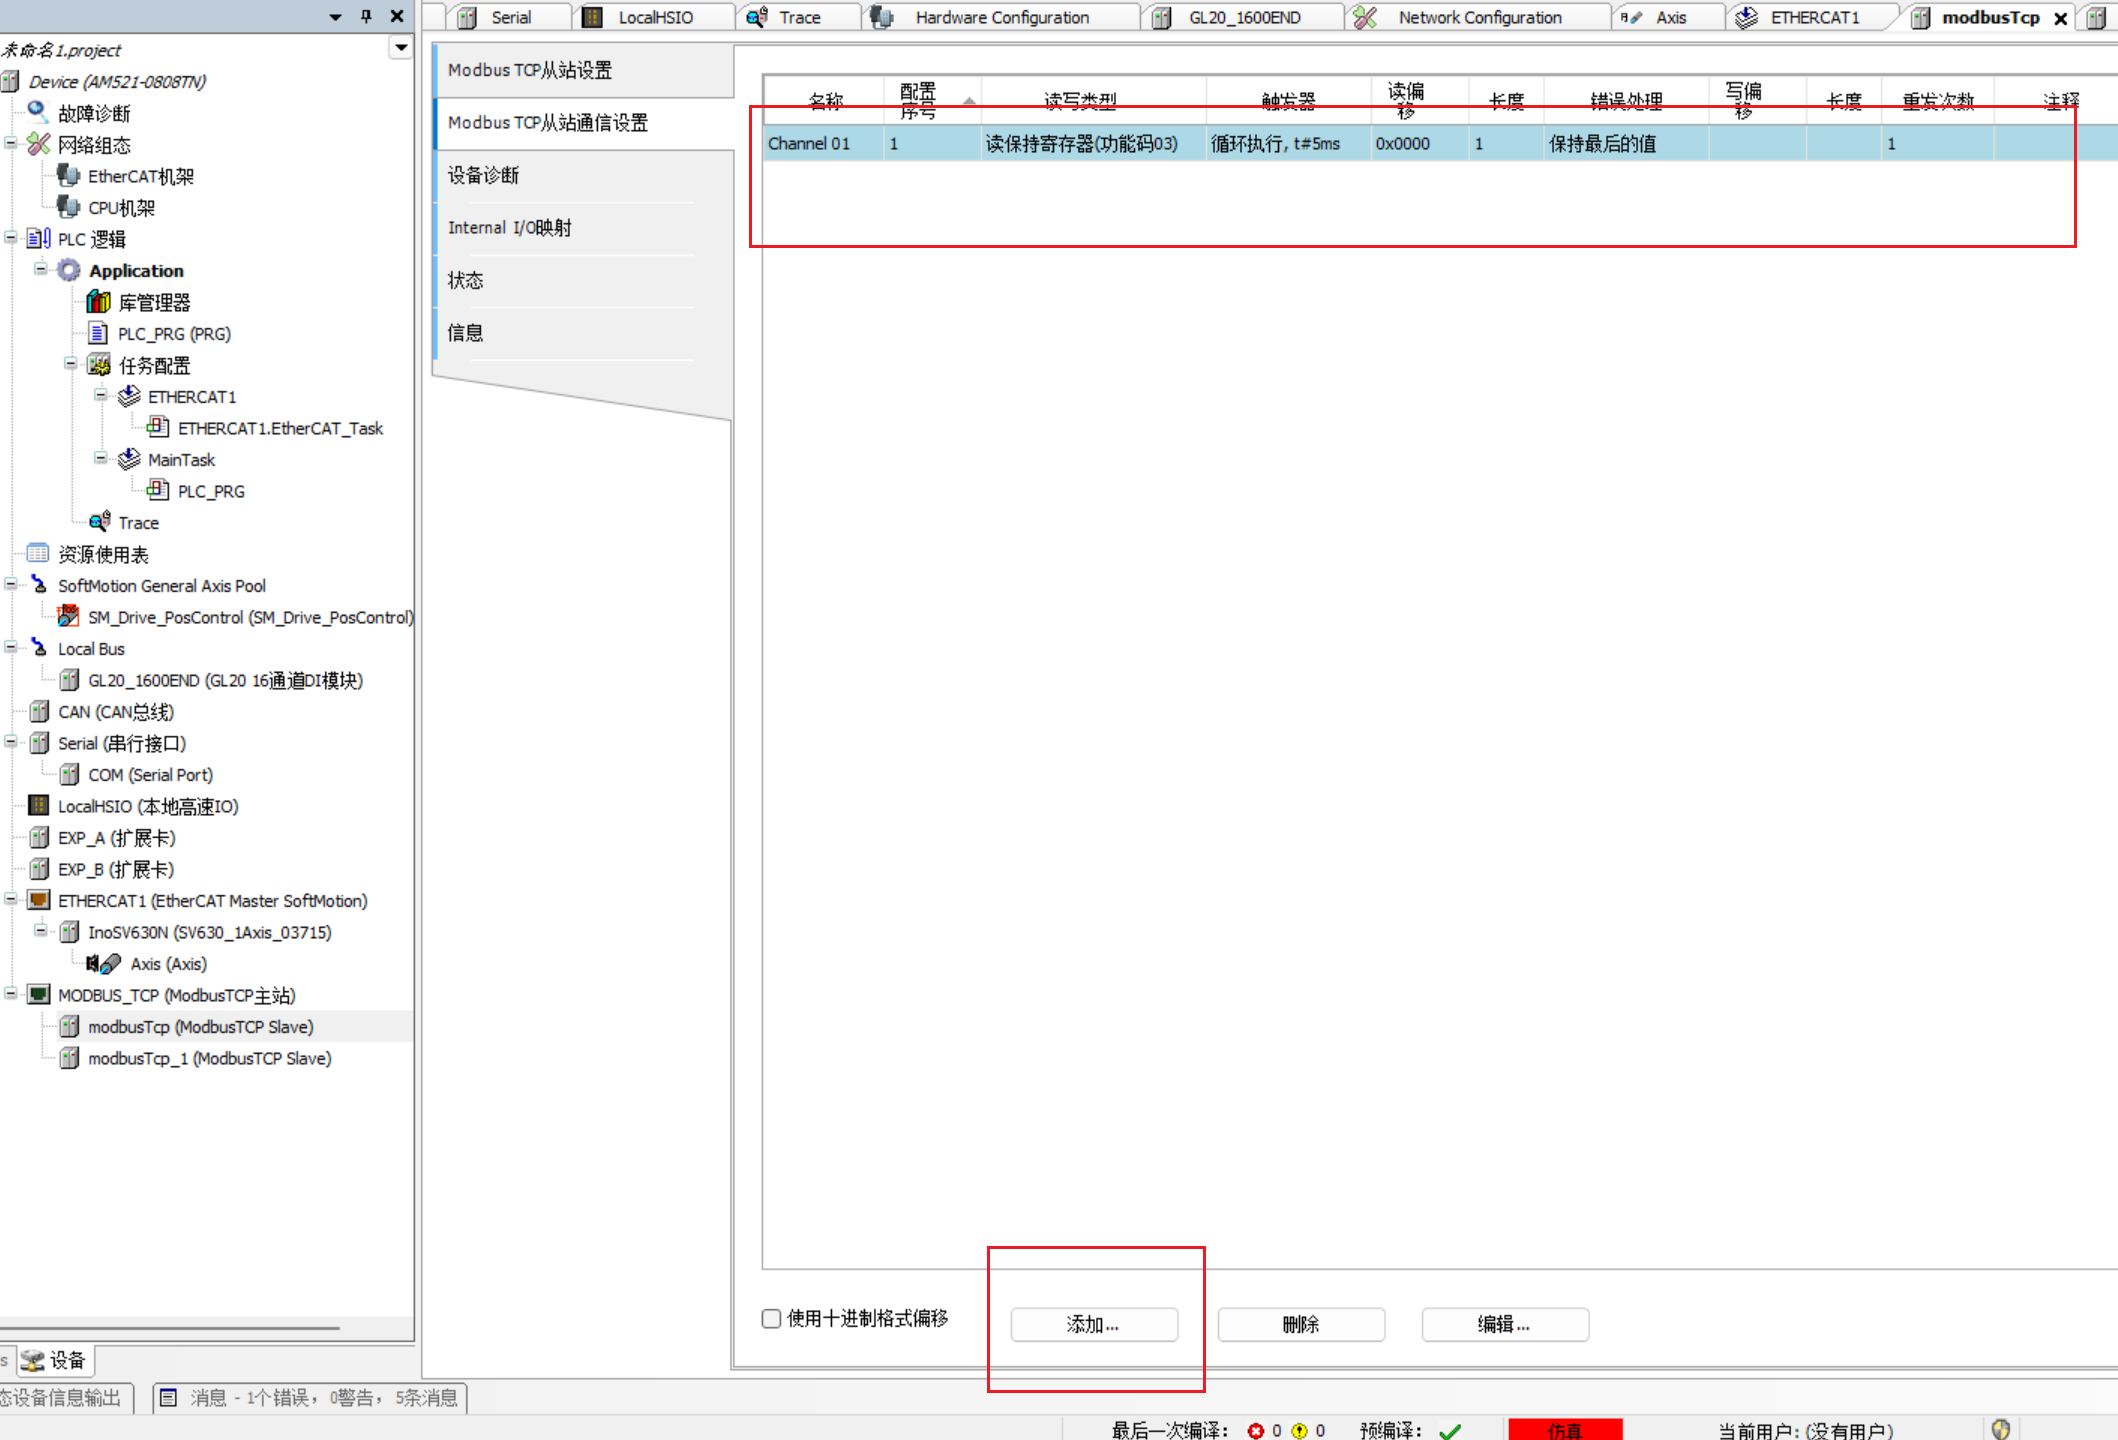 Serial
LocalHSIO
Trace
Hardware Configuration
GL20_1600END
Network Configuration
Axis
ETHERCAT1
modbusTcp
未命名1.project
Device (AM521-0808TN)
故障诊断
网络组态
EtherCAT机架
CPU机架
PLC 逻辑
Application
库管理器
PLC_PRG (PRG)
任务配置
ETHERCAT1
ETHERCAT1.EtherCAT_Task
MainTask
PLC_PRG
Trace
资源使用表
SoftMotion General Axis Pool
SM_Drive_PosControl (SM_Drive_PosControl)
Local Bus
GL20_1600END (GL20 16通道DI模块)
CAN (CAN总线)
Serial (串行接口)
COM (Serial Port)
LocalHSIO (本地高速IO)
EXP_A (扩展卡)
EXP_B (扩展卡)
ETHERCAT1 (EtherCAT Master SoftMotion)
InoSV630N (SV630_1Axis_03715)
Axis (Axis)
MODBUS_TCP (ModbusTCP主站)
modbusTcp (ModbusTCP Slave)
modbusTcp_1 (ModbusTCP Slave)
Modbus TCP从站设置
Modbus TCP从站通信设置
设备诊断
Internal I/O映射
状态
信息
名称 配置序号 读写类型 触发器 读偏移 长度 错误处理 写偏移 长度 重发次数 注释
Channel 01 1 读保持寄存器(功能码03) 循环执行, t#5ms 0x0000 1 保持最后的值 1
使用十进制格式偏移
添加...
删除
编辑...
s
设备
态设备信息输出
消息 - 1个错误，0警告，5条消息
最后一次编译： 0 0
预编译：
仿真
当前用户: (没有用户)